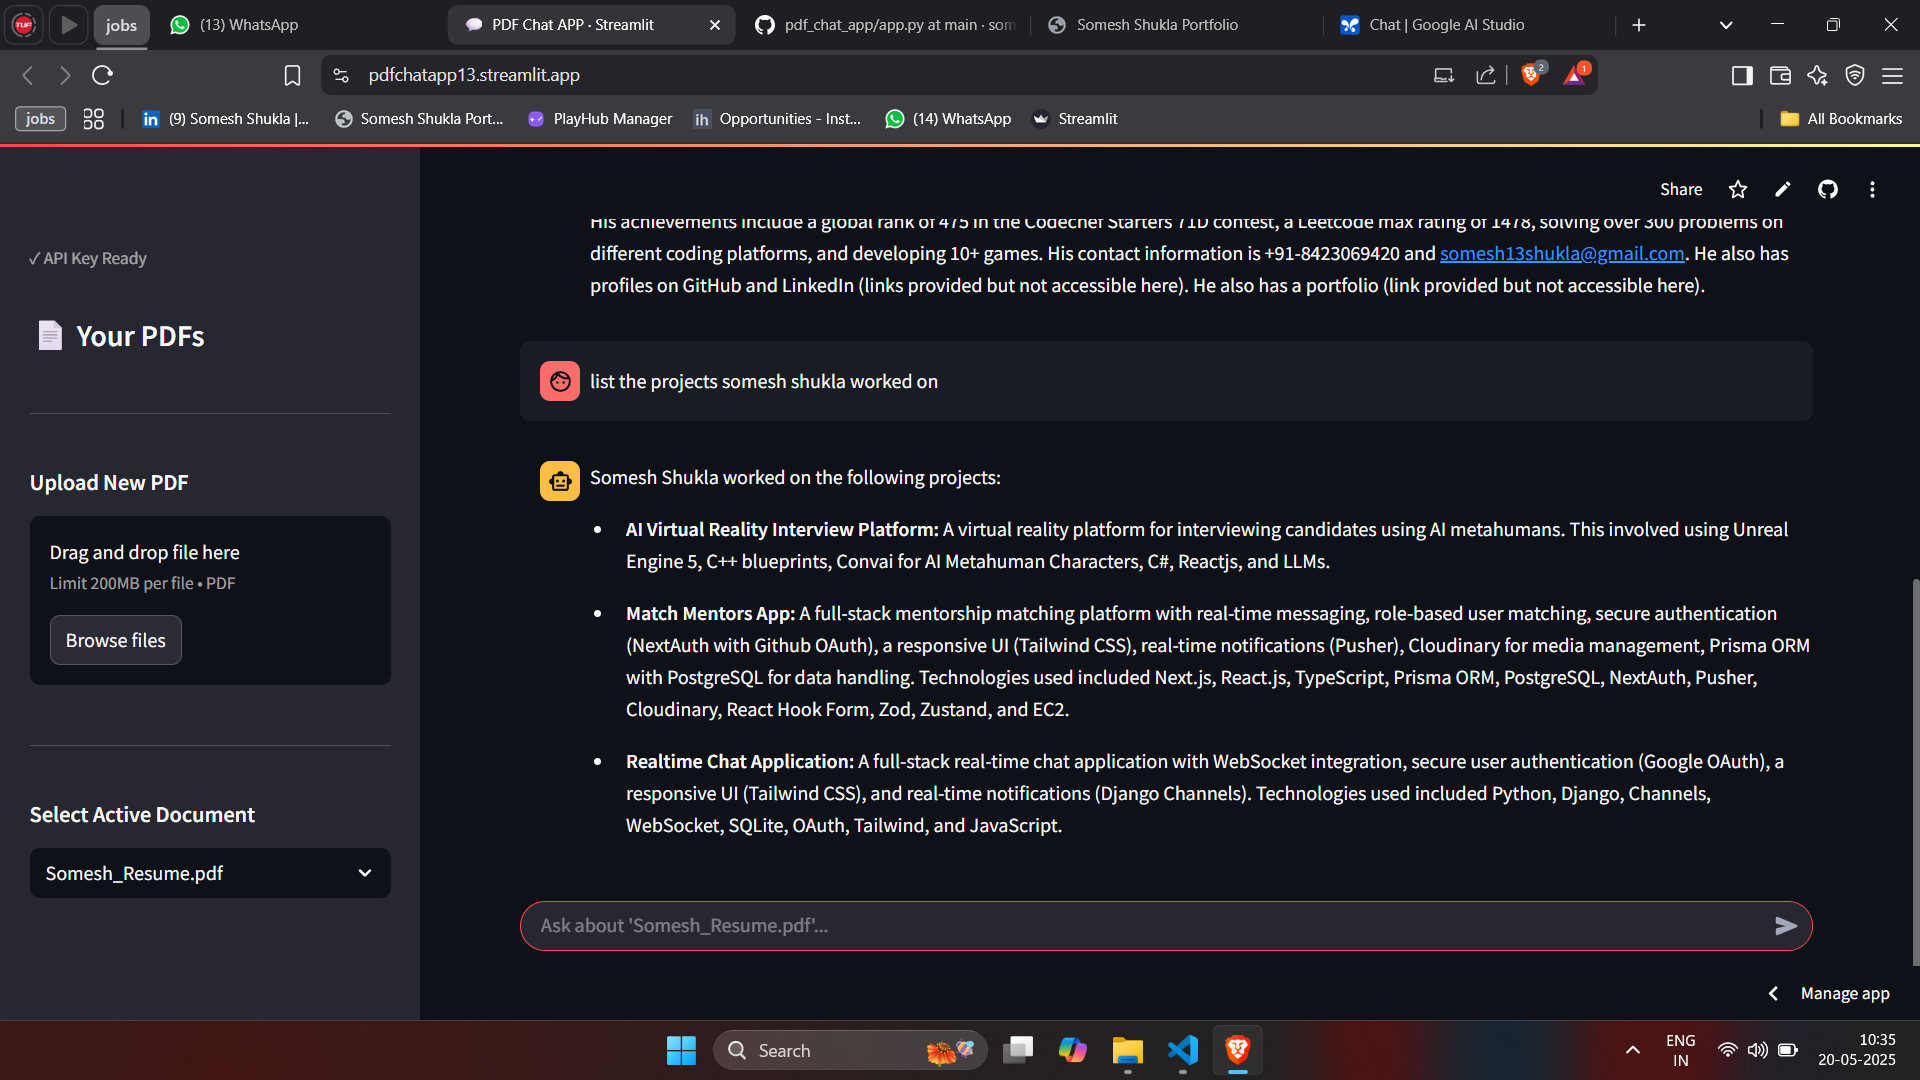 jobs
(13) WhatsApp
PDF Chat APP · Streamlit
pdf_chat_app/app.py at main · som
Somesh Shukla Portfolio
Chat | Google AI Studio
pdfchatapp13.streamlit.app
2
1
jobs
(9) Somesh Shukla |...
Somesh Shukla Port...
PlayHub Manager
ih
Opportunities - Inst...
(14) WhatsApp
Streamlit
All Bookmarks
Share
✓ API Key Ready
Your PDFs
Upload New PDF
Drag and drop file here
Limit 200MB per file • PDF
Browse files
Select Active Document
Somesh_Resume.pdf
His achievements include a global rank of 475 in the Codechef Starters 71D contest, a Leetcode max rating of 1478, solving over 300 problems on
different coding platforms, and developing 10+ games. His contact information is +91-8423069420 and somesh13shukla@gmail.com. He also has
profiles on GitHub and LinkedIn (links provided but not accessible here). He also has a portfolio (link provided but not accessible here).
list the projects somesh shukla worked on
Somesh Shukla worked on the following projects:
• AI Virtual Reality Interview Platform: A virtual reality platform for interviewing candidates using AI metahumans. This involved using Unreal
Engine 5, C++ blueprints, Convai for AI Metahuman Characters, C#, Reactjs, and LLMs.
• Match Mentors App: A full-stack mentorship matching platform with real-time messaging, role-based user matching, secure authentication
(NextAuth with Github OAuth), a responsive UI (Tailwind CSS), real-time notifications (Pusher), Cloudinary for media management, Prisma ORM
with PostgreSQL for data handling. Technologies used included Next.js, React.js, TypeScript, Prisma ORM, PostgreSQL, NextAuth, Pusher,
Cloudinary, React Hook Form, Zod, Zustand, and EC2.
• Realtime Chat Application: A full-stack real-time chat application with WebSocket integration, secure user authentication (Google OAuth), a
responsive UI (Tailwind CSS), and real-time notifications (Django Channels). Technologies used included Python, Django, Channels,
WebSocket, SQLite, OAuth, Tailwind, and JavaScript.
Ask about 'Somesh_Resume.pdf'...
Manage app
Search
ENG
IN
10:35
20-05-2025